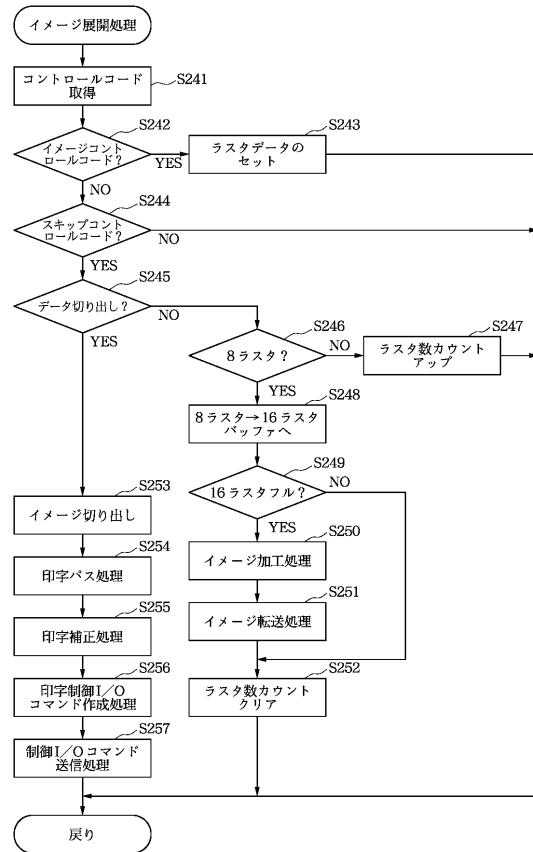 イメージ展開処理
コントロールコード
取得
S241
イメージコント
ロールコード?
S242
YES
NO
ラスタデータの
セット
S243
スキップコント
ロールコード?
S244
NO
YES
データ切り出し?
S245
NO
YES
8ラスタ?
S246
NO
YES
ラスタ数カウント
アップ
S247
8ラスタ→16ラスタ
バッファへ
S248
16ラスタフル?
S249
NO
YES
イメージ加工処理
S250
イメージ転送処理
S251
ラスタ数カウント
クリア
S252
イメージ切り出し
S253
印字パス処理
S254
印字補正処理
S255
印字制御I/O
コマンド作成処理
S256
制御I/Oコマンド
送信処理
S257
戻り